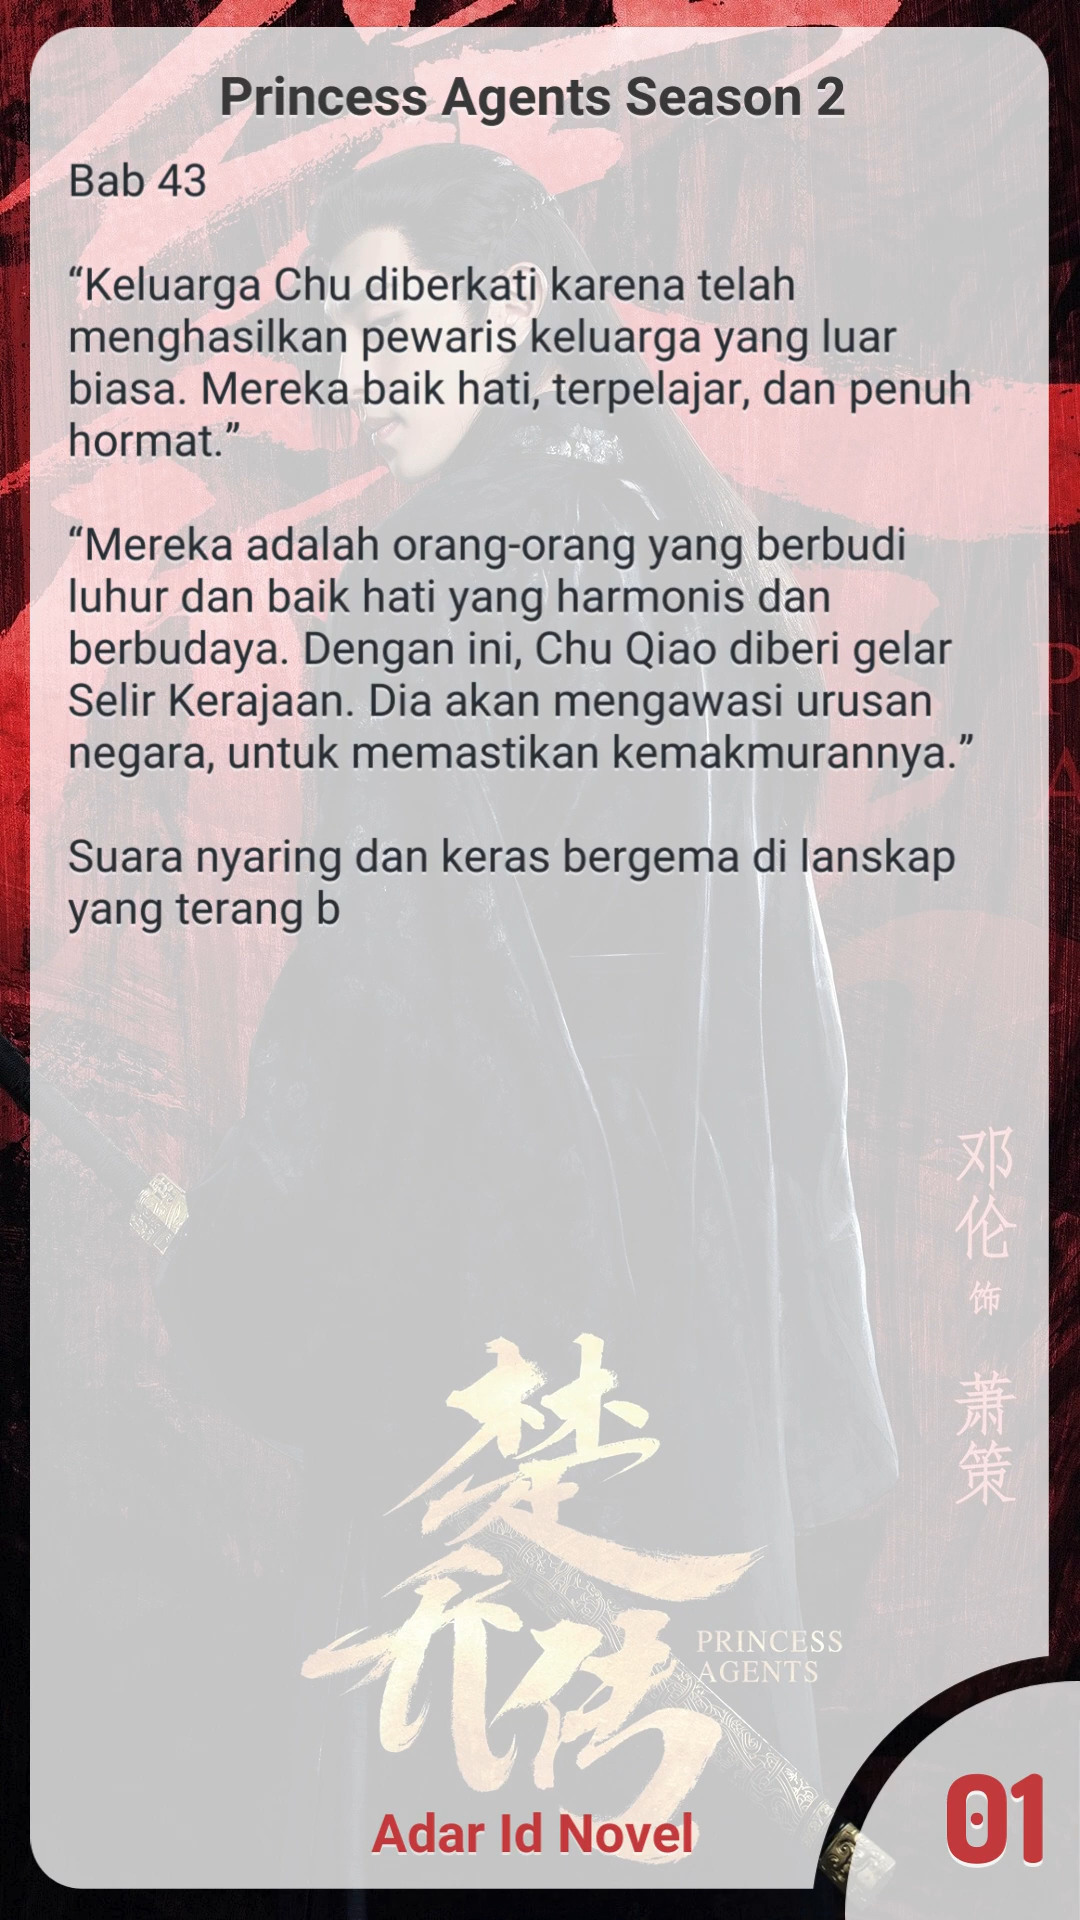 Princess Agents Season 2
Bab 43
“Keluarga Chu diberkati karena telah
menghasilkan pewaris keluarga yang luar
biasa. Mereka baik hati, terpelajar, dan penuh
hormat.”
“Mereka adalah orang-orang yang berbudi
luhur dan baik hati yang harmonis dan
berbudaya. Dengan ini, Chu Qiao diberi gelar
Selir Kerajaan. Dia akan mengawasi urusan
negara, untuk memastikan kemakmurannya.”
Suara nyaring dan keras bergema di lanskap
yang terang b
P
A
邓伦 饰 萧策
楚乔传
PRINCESS
AGENTS
Adar Id Novel
01